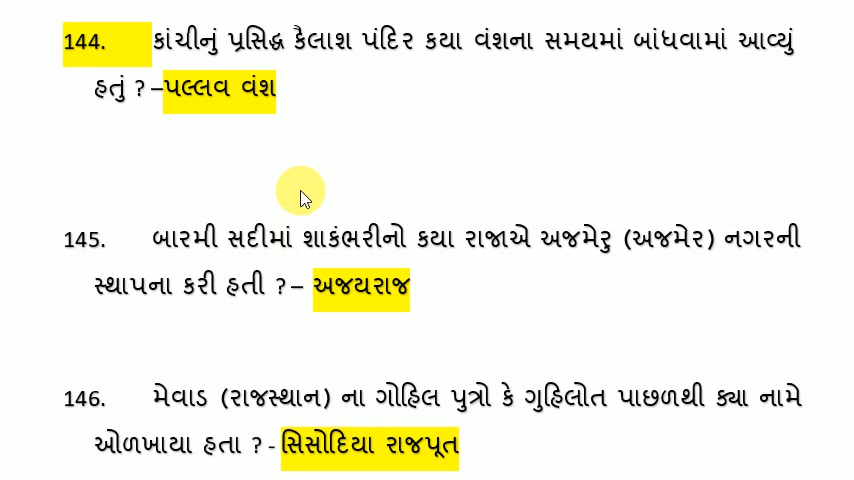 144. કાંચીનું પ્રસિદ્ધ કૈલાશ પંદિર કયા વંશના સમયમાં બાંધવામાં આવ્યું
હતું ? –પલ્લવ વંશ
145. બારમી સદીમાં શાકંભરીનો કયા રાજાએ અજમેરુ (અજમેર) નગરની
સ્થાપના કરી હતી ? – અજયરાજ
146. મેવાડ (રાજસ્થાન) ના ગોહિલ પુત્રો કે ગુહિલોત પાછળથી ક્યા નામે
ઓળખાયા હતા ? - સિસોદિયા રાજપૂત